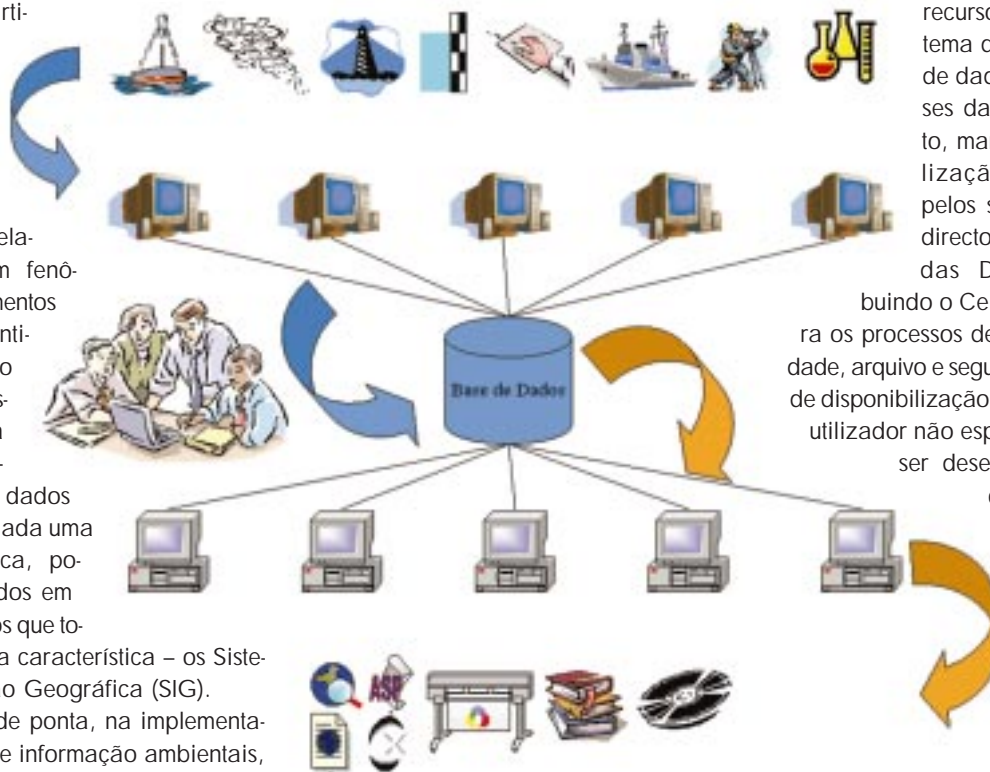 rti-
ela-
m fenô-
mentos
nti-
o
s-
a
-
dados
ada uma
ca, po-
dos em
os que to-
a característica – os Siste-
o Geográfica (SIG).
de ponta, na implementa-
e informação ambientais,
Base de Dados
ASP
recurso
tema d
de dad
ses da
to, ma
lização
pelos s
directo
das D
buindo o Ce
ra os processos de
dade, arquivo e segu
de disponibilização
utilizador não esp
ser dese